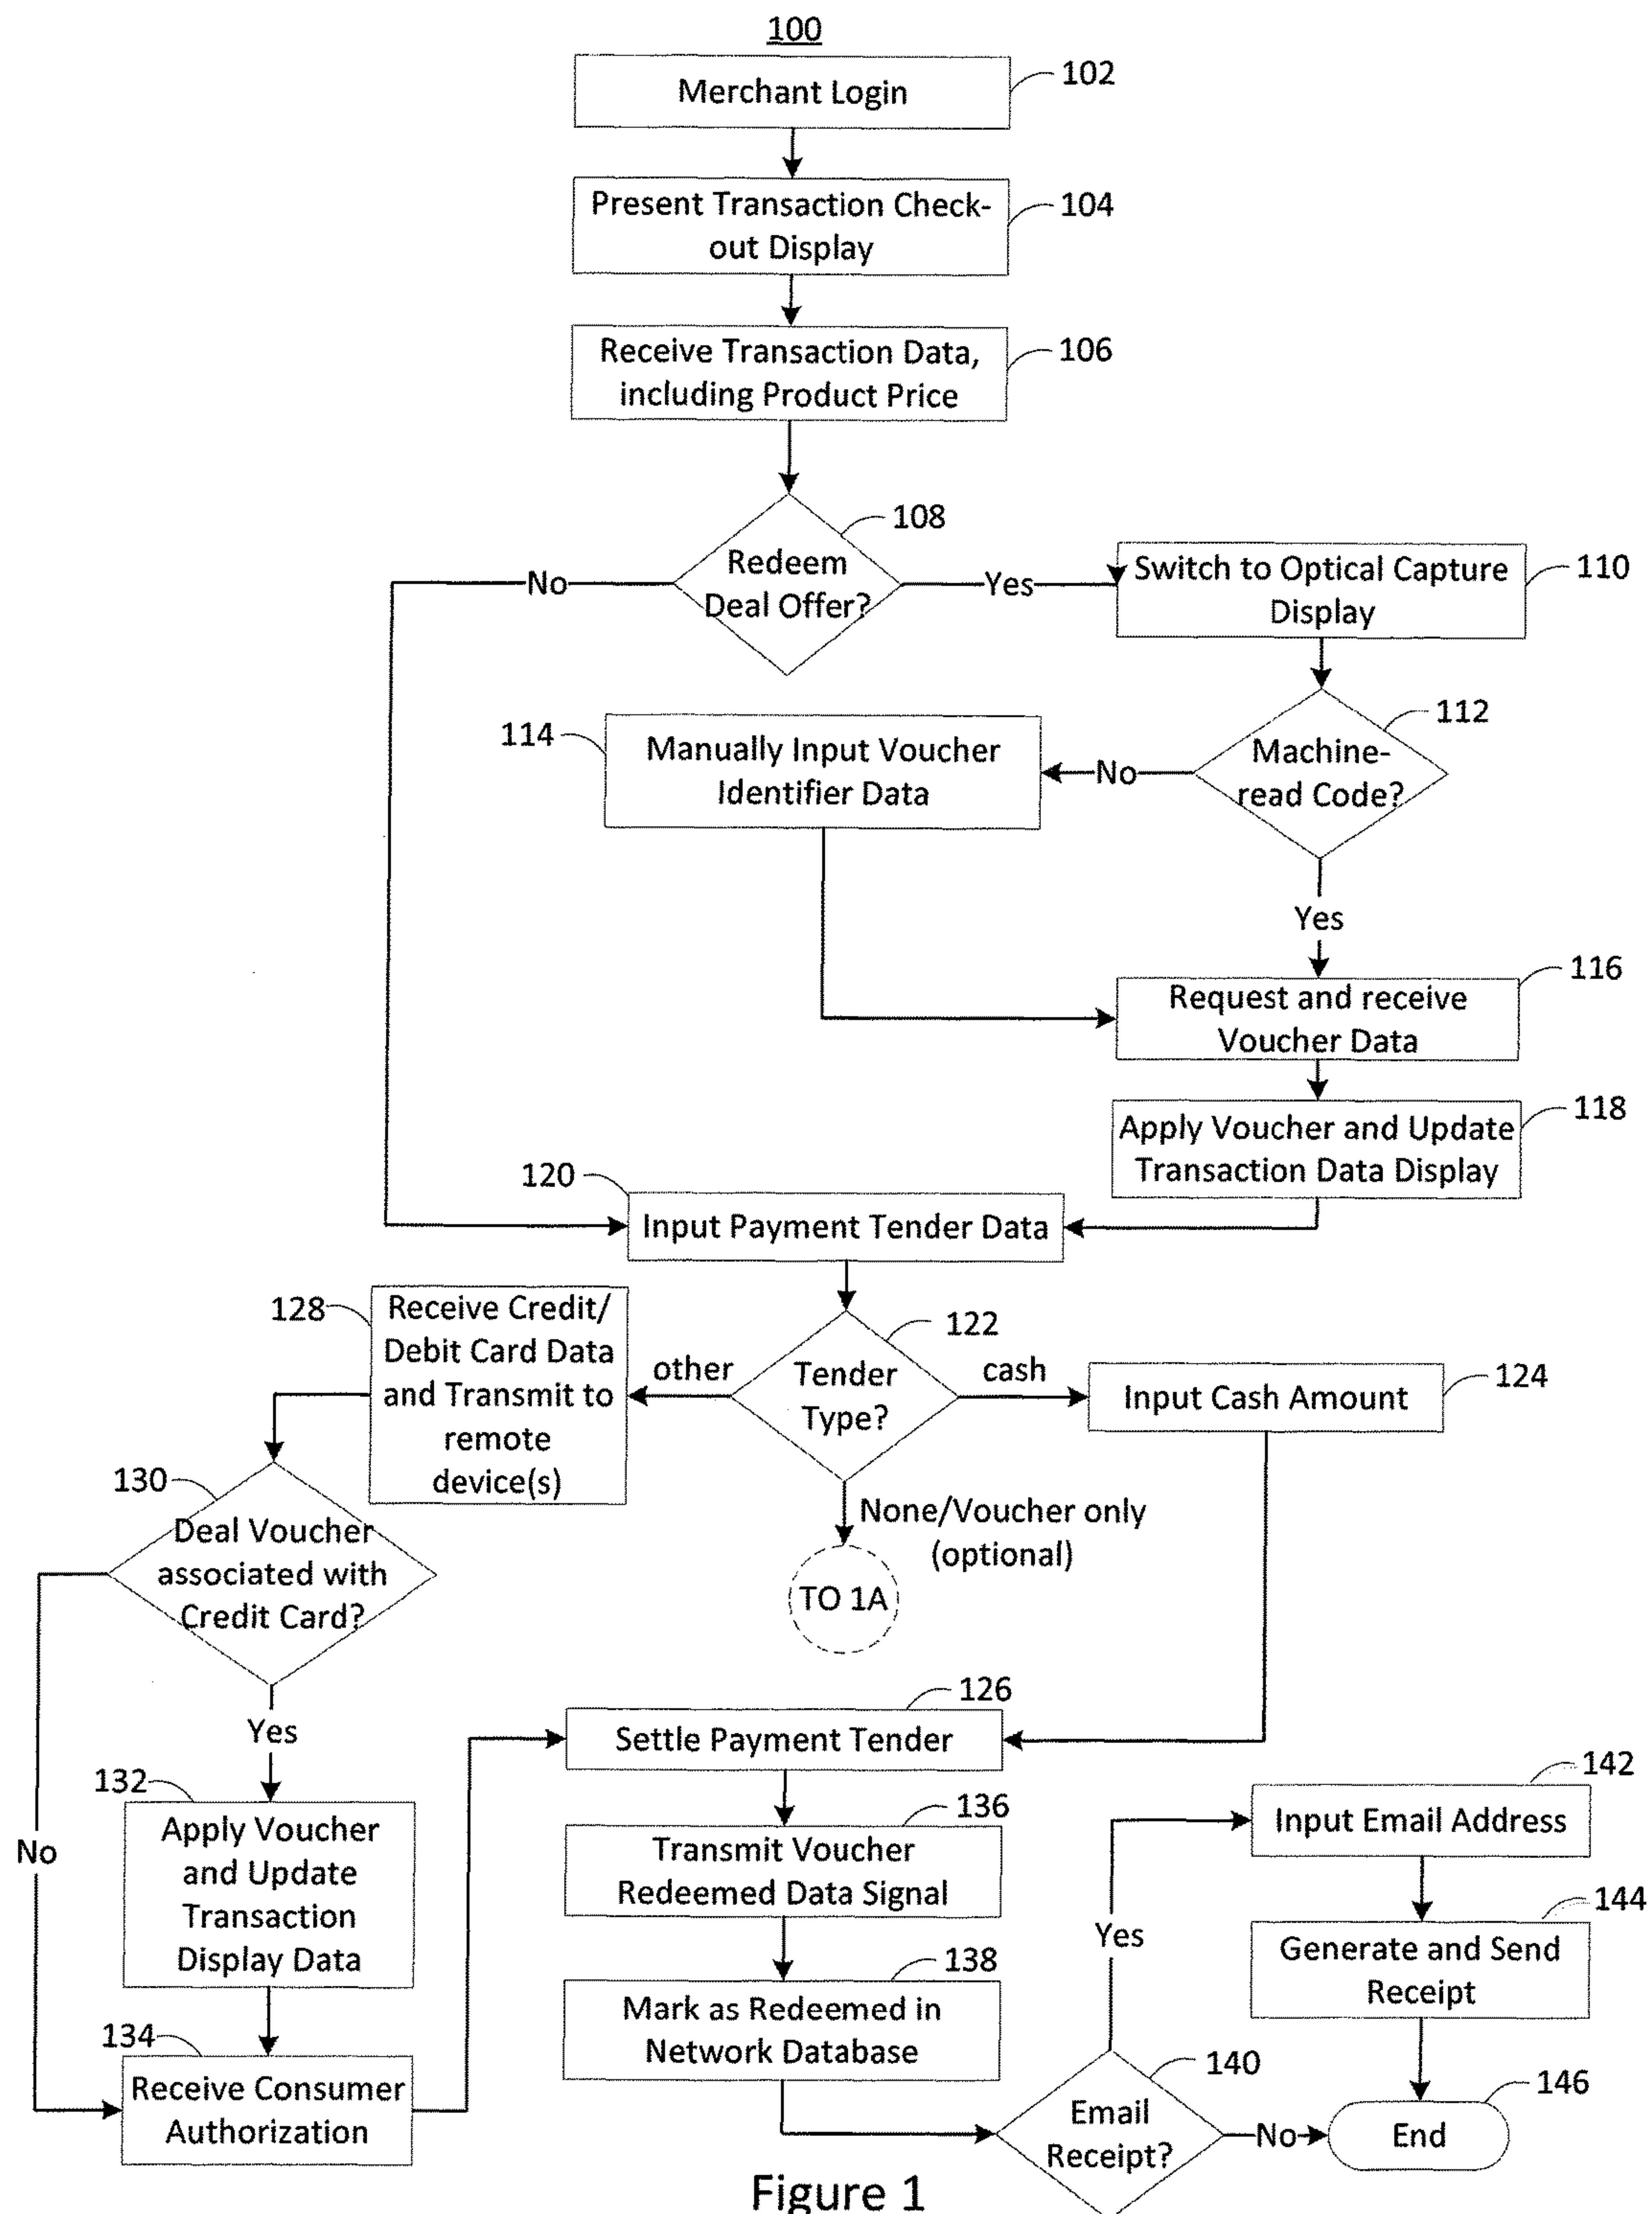 100
Merchant Login
102
Present Transaction Check-
out Display
104
Receive Transaction Data,
including Product Price
106
108
Redeem
Deal Offer?
No
Yes
Switch to Optical Capture
Display
110
112
Machine-
read Code?
No
114
Manually Input Voucher
Identifier Data
Yes
116
Request and receive
Voucher Data
118
Apply Voucher and Update
Transaction Data Display
120
Input Payment Tender Data
122
Tender
Type?
other
cash
128
Receive Credit/
Debit Card Data
and Transmit to
remote
device(s)
Input Cash Amount
124
None/Voucher only
(optional)
TO 1A
130
Deal Voucher
associated with
Credit Card?
Yes
No
132
Apply Voucher
and Update
Transaction
Display Data
134
Receive Consumer
Authorization
126
Settle Payment Tender
136
Transmit Voucher
Redeemed Data Signal
138
Mark as Redeemed in
Network Database
140
Email
Receipt?
Yes
No
142
Input Email Address
144
Generate and Send
Receipt
146
End
Figure 1